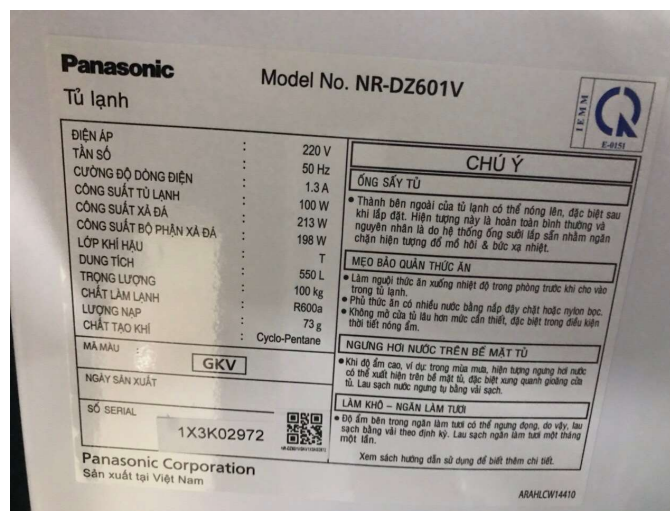 Panasonic
Model No. NR-DZ601V
Tủ lạnh
IEMM
E-0151
ĐIỆN ÁP : 220 V
TẦN SỐ : 50 Hz
CƯỜNG ĐỘ DÒNG ĐIỆN : 1.3 A
CÔNG SUẤT TỦ LẠNH : 100 W
CÔNG SUẤT XẢ ĐÁ : 213 W
CÔNG SUẤT BỘ PHẬN XẢ ĐÁ : 198 W
LỚP KHÍ HẬU : T
DUNG TÍCH : 550 L
TRỌNG LƯỢNG : 100 kg
CHẤT LÀM LẠNH : R600a
LƯỢNG NẠP : 73 g
CHẤT TẠO KHÍ : Cyclo-Pentane
MÃ MÀU : GKV
NGÀY SẢN XUẤT
SỐ SERIAL
1X3K02972
Panasonic Corporation
Sản xuất tại Việt Nam
CHÚ Ý
ỐNG SẤY TỦ
• Thành bên ngoài của tủ lạnh có thể nóng lên, đặc biệt sau
khi lắp đặt. Hiện tượng này là hoàn toàn bình thường và
nguyên nhân là do hệ thống ống sưởi lắp sẵn nhằm ngăn
chặn hiện tượng đổ mồ hôi & bức xạ nhiệt.
MẸO BẢO QUẢN THỨC ĂN
• Làm nguội thức ăn xuống nhiệt độ trong phòng trước khi cho vào
trong tủ lạnh.
• Phủ thức ăn có nhiều nước bằng nắp đậy chặt hoặc nylon bọc.
• Không mở cửa tủ lâu hơn mức cần thiết, đặc biệt trong điều kiện
thời tiết nóng ẩm.
NGƯNG HƠI NƯỚC TRÊN BỀ MẶT TỦ
• Khi độ ẩm cao, ví dụ: trong mùa mưa, hiện tượng ngưng hơi nước
có thể xuất hiện trên bề mặt tủ, đặc biệt xung quanh gioăng cửa
tủ. Lau sạch nước ngưng tụ bằng vải sạch.
LÀM KHÔ – NGĂN LÀM TƯƠI
• Độ ẩm bên trong ngăn làm tươi có thể ngưng đọng, do vậy, lau
sạch bằng vải theo định kỳ. Lau sạch ngăn làm tươi một tháng
một lần.
Xem sách hướng dẫn sử dụng để biết thêm chi tiết.
ARAHLCW14410